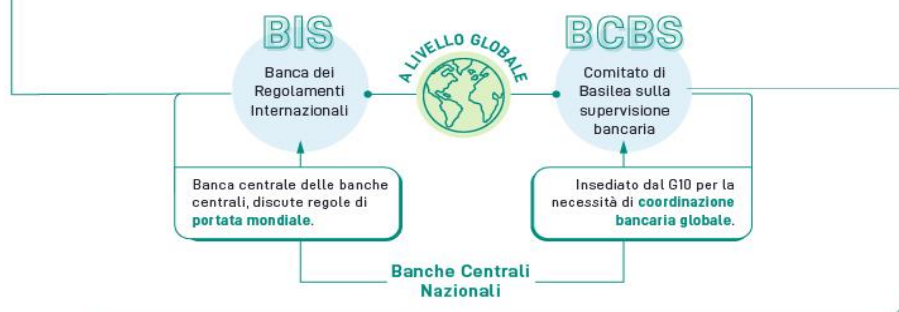 BIS
Banca dei
Regolamenti
Internazionali
A LIVELLO GLOBALE
BCBS
Comitato di
Basilea sulla
supervisione
bancaria
Banca centrale delle banche
centrali, discute regole di
portata mondiale.
Insediato dal G10 per la
necessità di coordinazione
bancaria globale.
Banche Centrali
Nazionali